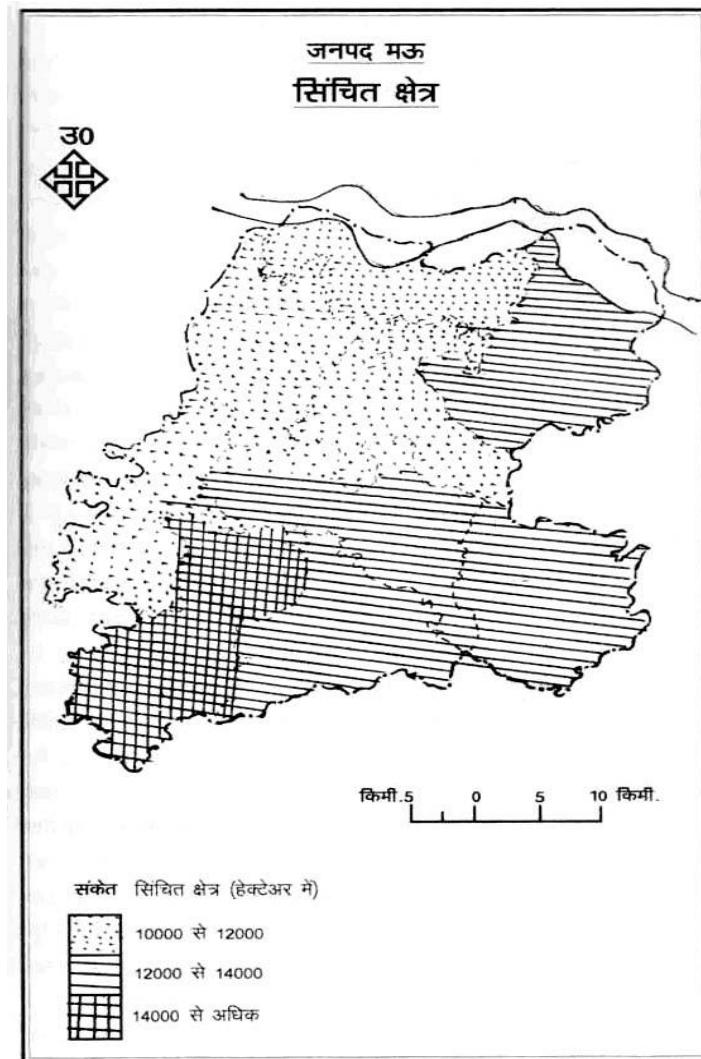 जनपद मऊ
सिंचित क्षेत्र
उ0
किमी.5 0 5 10 किमी.
संकेत सिंचित क्षेत्र (हेक्टेअर में)
10000 से 12000
12000 से 14000
14000 से अधिक